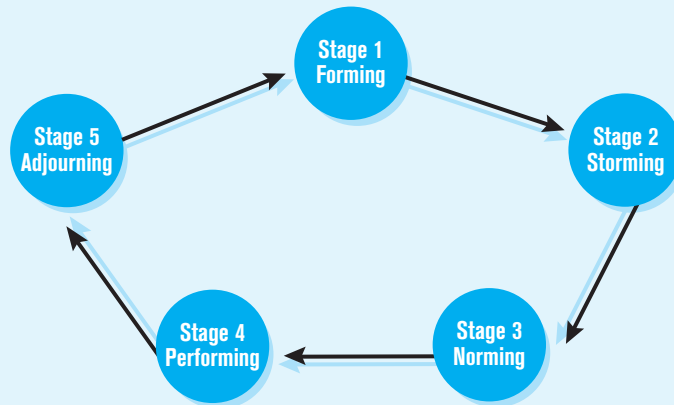 Stage 1
Forming
Stage 2
Storming
Stage 3
Norming
Stage 4
Performing
Stage 5
Adjourning